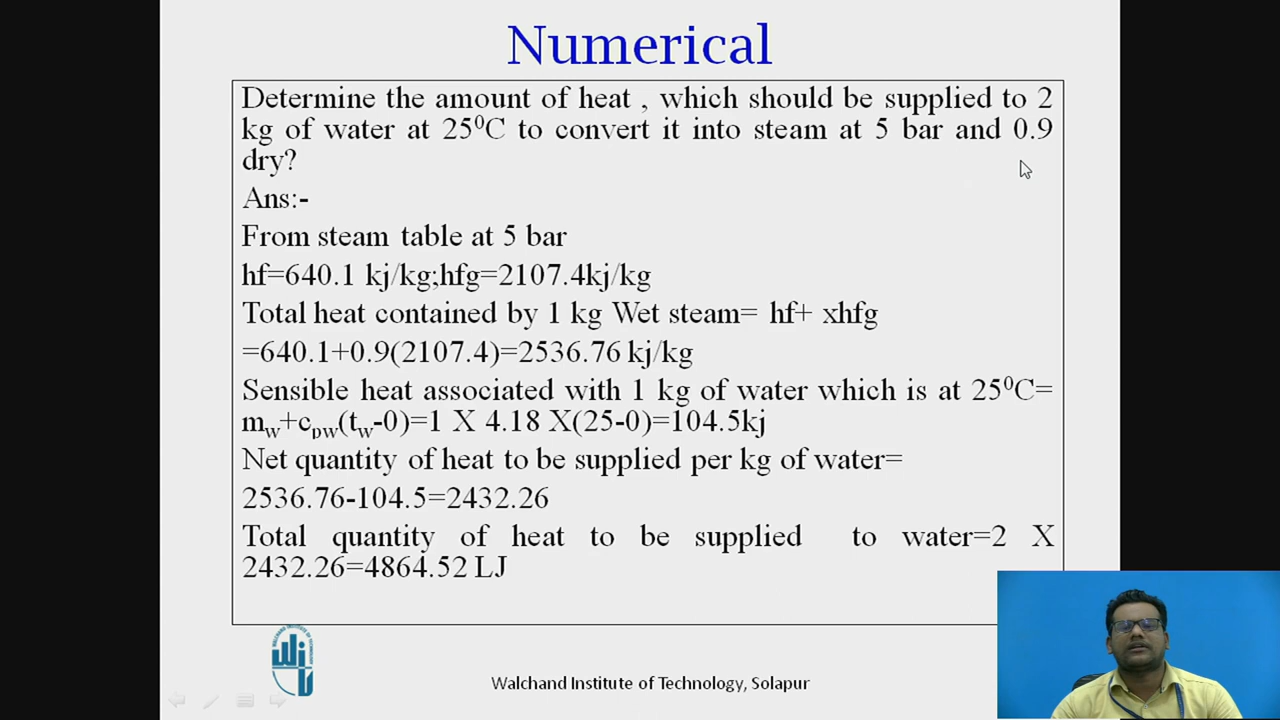 Numerical
Determine the amount of heat , which should be supplied to 2
kg of water at 25⁰C to convert it into steam at 5 bar and 0.9
dry?
Ans:-
From steam table at 5 bar
hf=640.1 kj/kg;hfg=2107.4kj/kg
Total heat contained by 1 kg Wet steam= hf+ xhfg
=640.1+0.9(2107.4)=2536.76 kj/kg
Sensible heat associated with 1 kg of water which is at 25⁰C=
mw+cpw(tw-0)=1 X 4.18 X(25-0)=104.5kj
Net quantity of heat to be supplied per kg of water=
2536.76-104.5=2432.26
Total quantity of heat to be supplied to water=2 X
2432.26=4864.52 LJ
Walchand Institute of Technology, Solapur